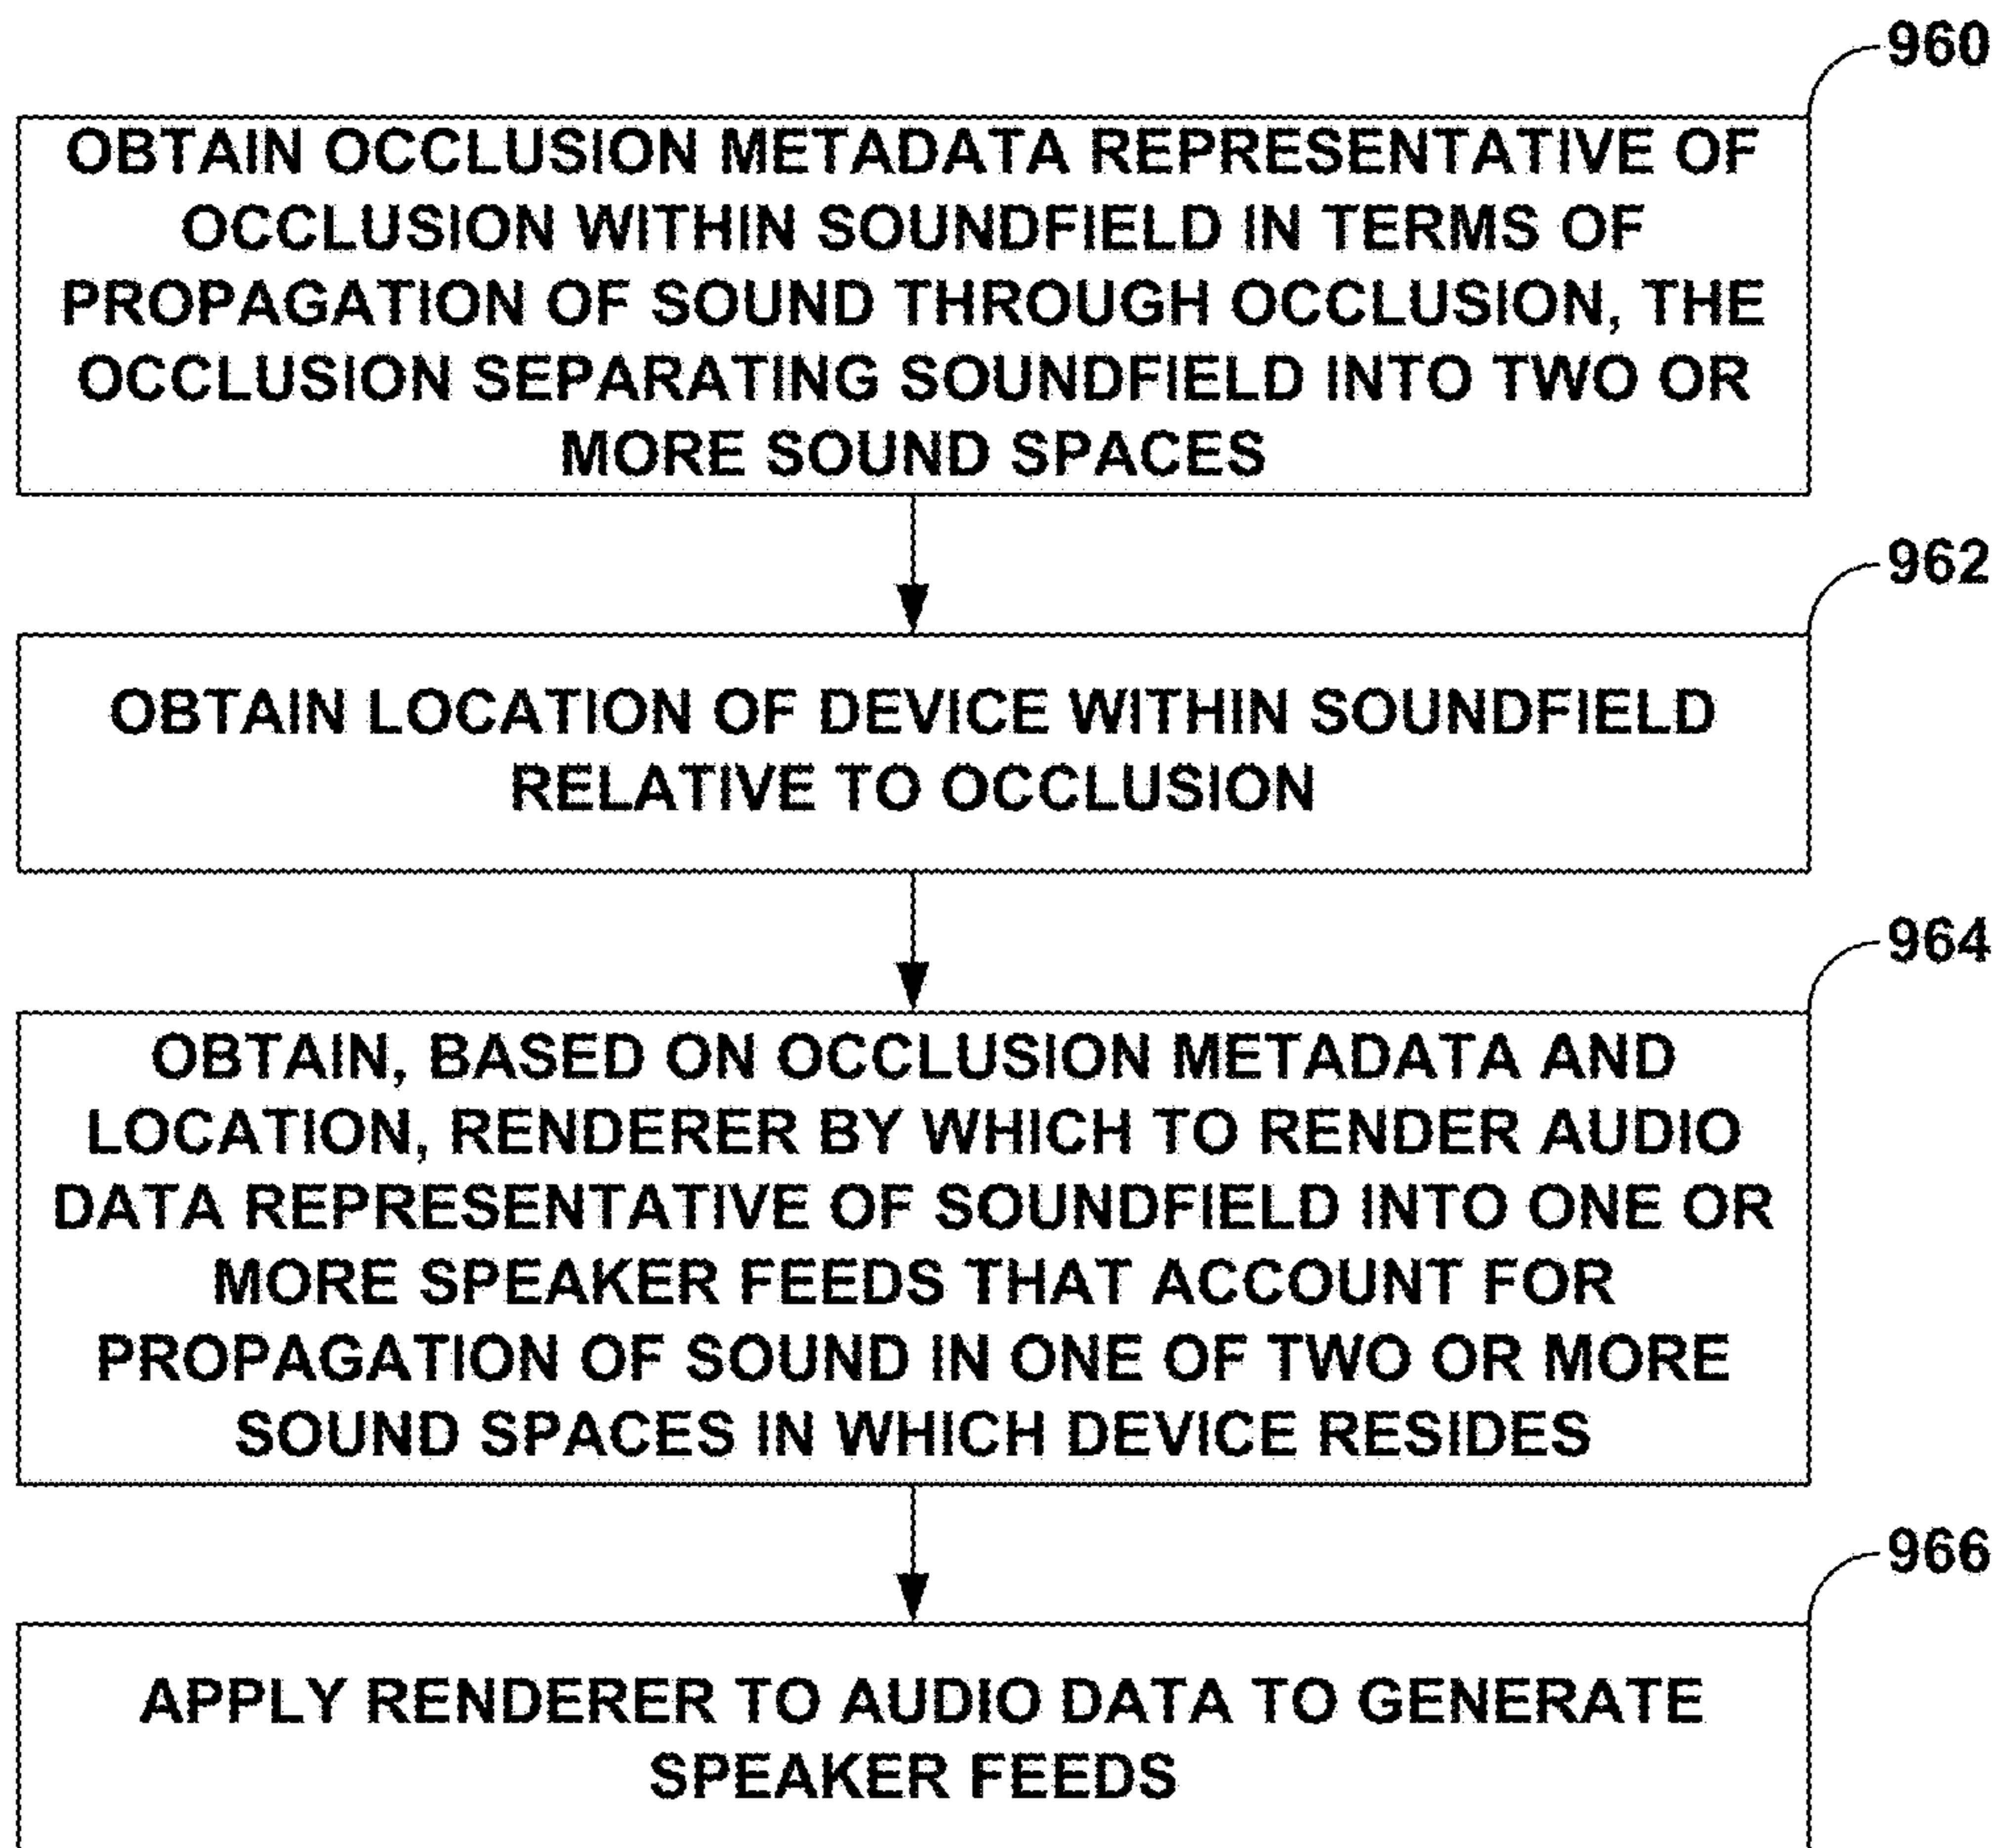 960
OBTAIN OCCLUSION METADATA REPRESENTATIVE OF
OCCLUSION WITHIN SOUNDFIELD IN TERMS OF
PROPAGATION OF SOUND THROUGH OCCLUSION, THE
OCCLUSION SEPARATING SOUNDFIELD INTO TWO OR
MORE SOUND SPACES
962
OBTAIN LOCATION OF DEVICE WITHIN SOUNDFIELD
RELATIVE TO OCCLUSION
964
OBTAIN, BASED ON OCCLUSION METADATA AND
LOCATION, RENDERER BY WHICH TO RENDER AUDIO
DATA REPRESENTATIVE OF SOUNDFIELD INTO ONE OR
MORE SPEAKER FEEDS THAT ACCOUNT FOR
PROPAGATION OF SOUND IN ONE OF TWO OR MORE
SOUND SPACES IN WHICH DEVICE RESIDES
966
APPLY RENDERER TO AUDIO DATA TO GENERATE
SPEAKER FEEDS